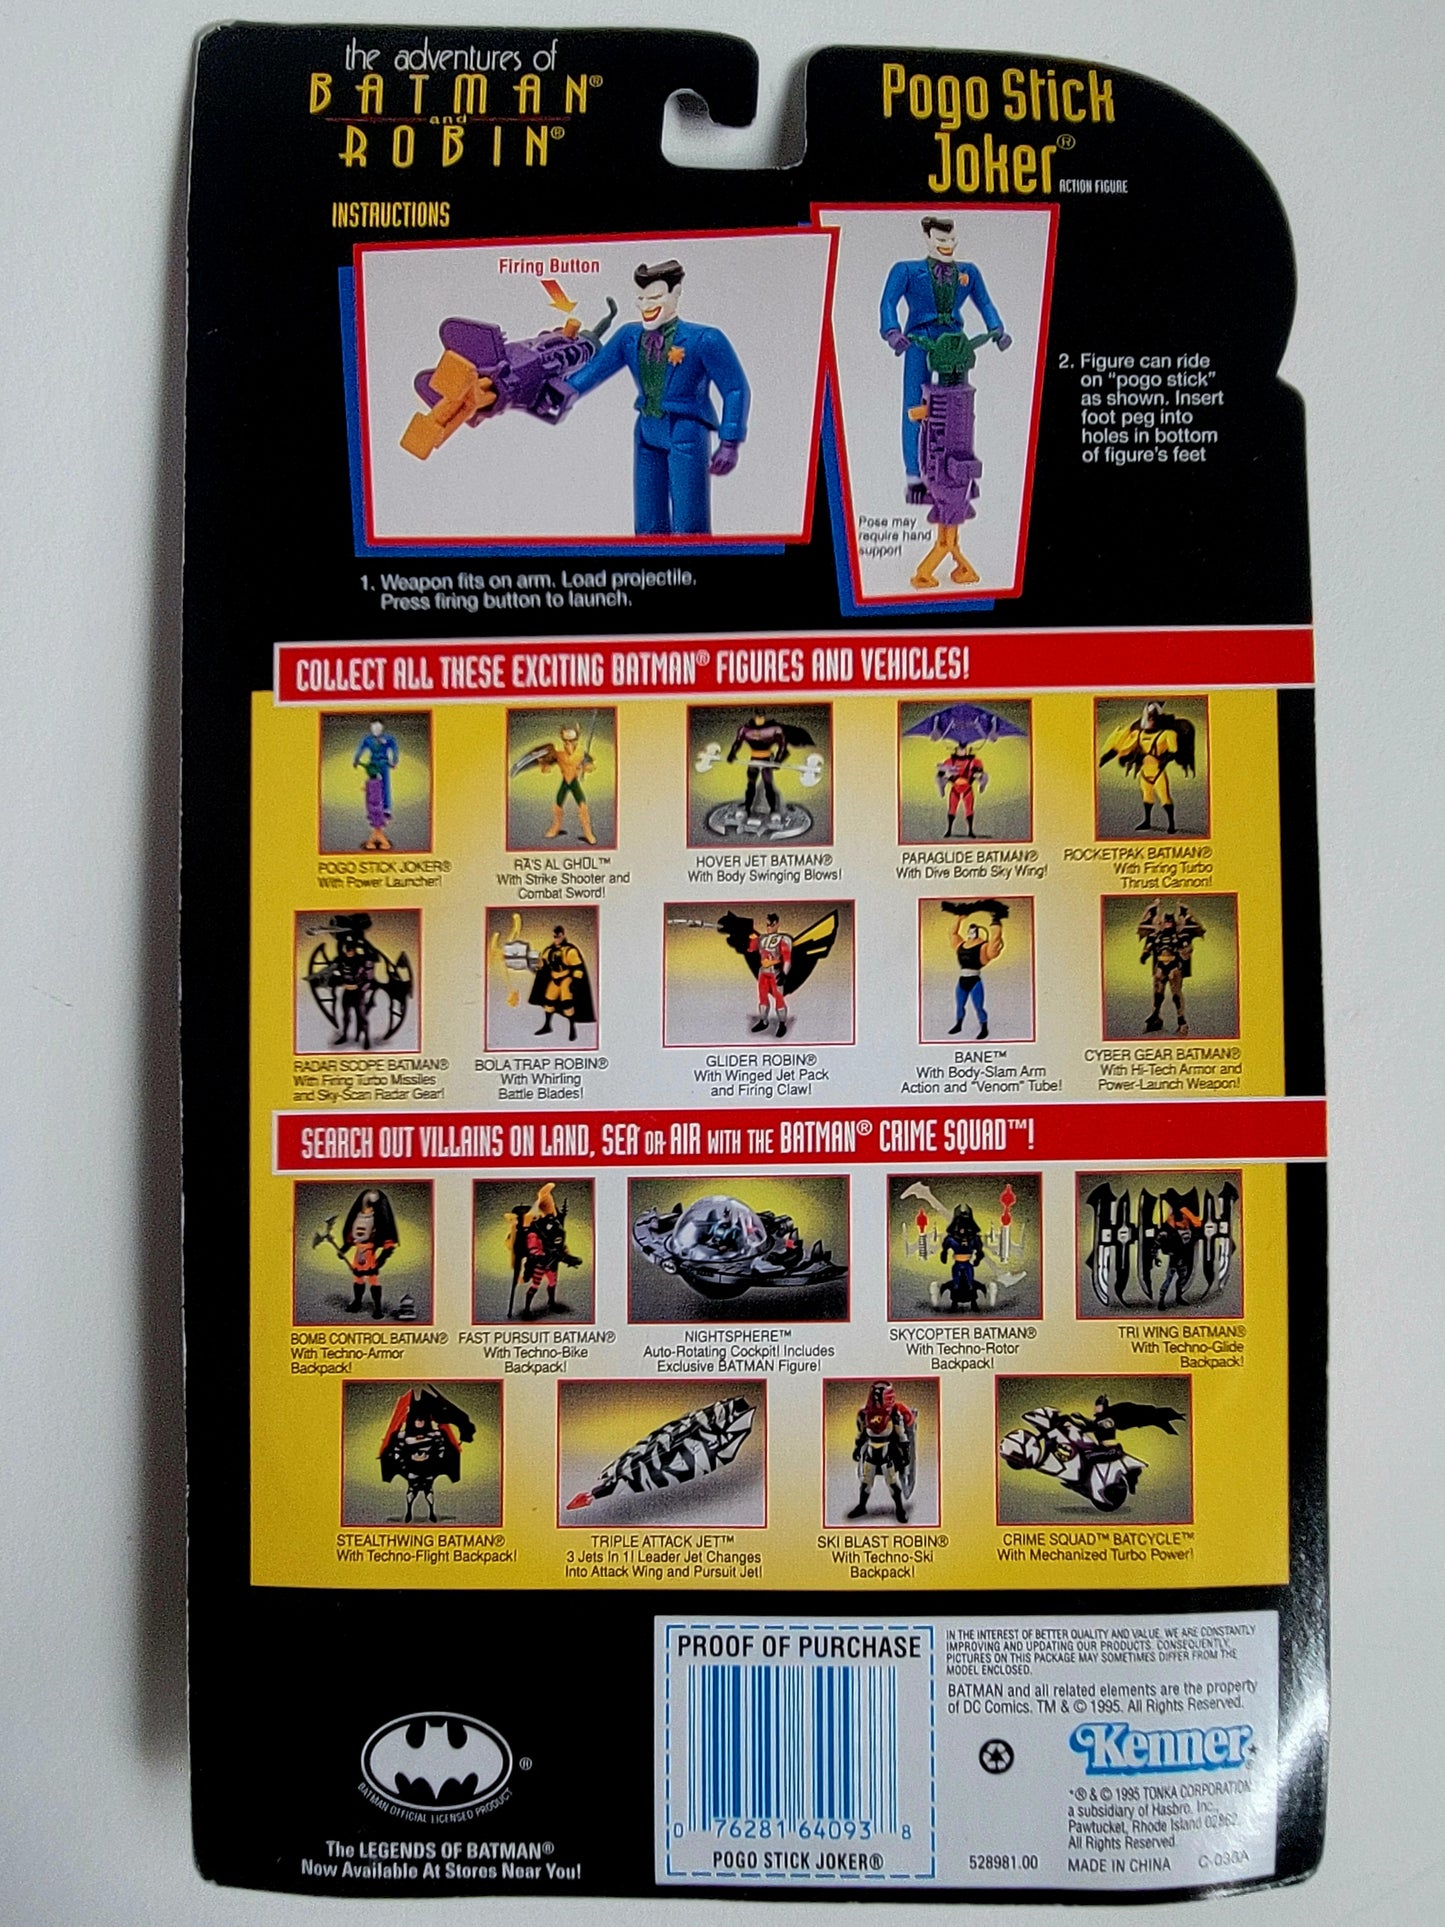 the adventures of
BATMAN®
and
ROBIN®
Pogo Stick
Joker®
ACTION FIGURE
INSTRUCTIONS
Firing Button
1. Weapon fits on arm. Load projectile.
Press firing button to launch.
2. Figure can ride
on "pogo stick"
as shown. Insert
foot peg into
holes in bottom
of figure's feet
Pose may
require hand
support
COLLECT ALL THESE EXCITING BATMAN® FIGURES AND VEHICLES!
POGO STICK JOKER®
With Power Launcher!
RĀ'S AL GHŪL™
With Strike Shooter and
Combat Sword!
HOVER JET BATMAN®
With Body Swinging Blows!
PARAGLIDE BATMAN®
With Dive Bomb Sky Wing!
ROCKETPAK BATMAN®
With Firing Turbo
Thrust Cannon!
RADAR SCOPE BATMAN®
With Firing Turbo Missiles
and Sky-Scan Radar Gear!
BOLA TRAP ROBIN®
With Whirling
Battle Blades!
GLIDER ROBIN®
With Winged Jet Pack
and Firing Claw!
BANE™
With Body-Slam Arm
Action and "Venom" Tube!
CYBER GEAR BATMAN®
With Hi-Tech Armor and
Power-Launch Weapon!
SEARCH OUT VILLAINS ON LAND, SEA OR AIR WITH THE BATMAN® CRIME SQUAD™!
BOMB CONTROL BATMAN®
With Techno-Armor
Backpack!
FAST PURSUIT BATMAN®
With Techno-Bike
Backpack!
NIGHTSPHERE™
Auto-Rotating Cockpit! Includes
Exclusive BATMAN Figure!
SKYCOPTER BATMAN®
With Techno-Rotor
Backpack!
TRI WING BATMAN®
With Techno-Glide
Backpack!
STEALTHWING BATMAN®
With Techno-Flight Backpack!
TRIPLE ATTACK JET™
3 Jets In 1! Leader Jet Changes
Into Attack Wing and Pursuit Jet!
SKI BLAST ROBIN®
With Techno-Ski
Backpack!
CRIME SQUAD™ BATCYCLE™
With Mechanized Turbo Power!
BATMAN OFFICIAL LICENSED PRODUCT
®
The LEGENDS OF BATMAN®
Now Available At Stores Near You!
PROOF OF PURCHASE
0 76281 64093 8
POGO STICK JOKER®
IN THE INTEREST OF BETTER QUALITY AND VALUE, WE ARE CONSTANTLY
IMPROVING AND UPDATING OUR PRODUCTS. CONSEQUENTLY,
PICTURES ON THIS PACKAGE MAY SOMETIMES DIFFER FROM THE
MODEL ENCLOSED.
BATMAN and all related elements are the property
of DC Comics. TM & © 1995. All Rights Reserved.
Kenner®
*® & © 1995 TONKA CORPORATION
a subsidiary of Hasbro, Inc.,
Pawtucket, Rhode Island 02862
All Rights Reserved
528981.00 MADE IN CHINA C-036A